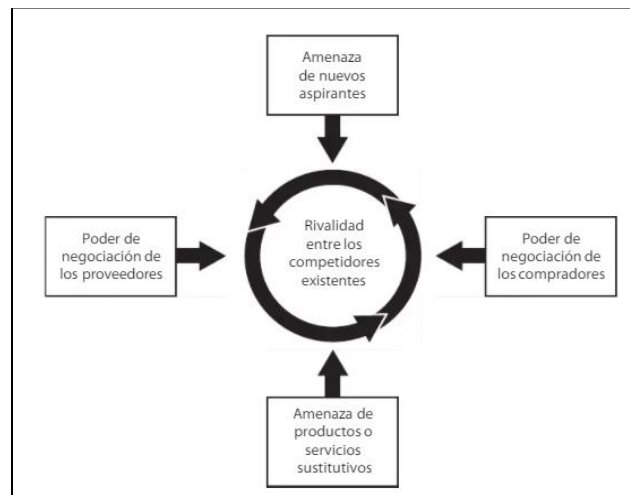 Amenaza
de nuevos
aspirantes
Poder de
negociación de
los proveedores
Rivalidad
entre los
competidores
existentes
Poder de
negociación de
los compradores
Amenaza de
productos o
servicios
sustitutivos